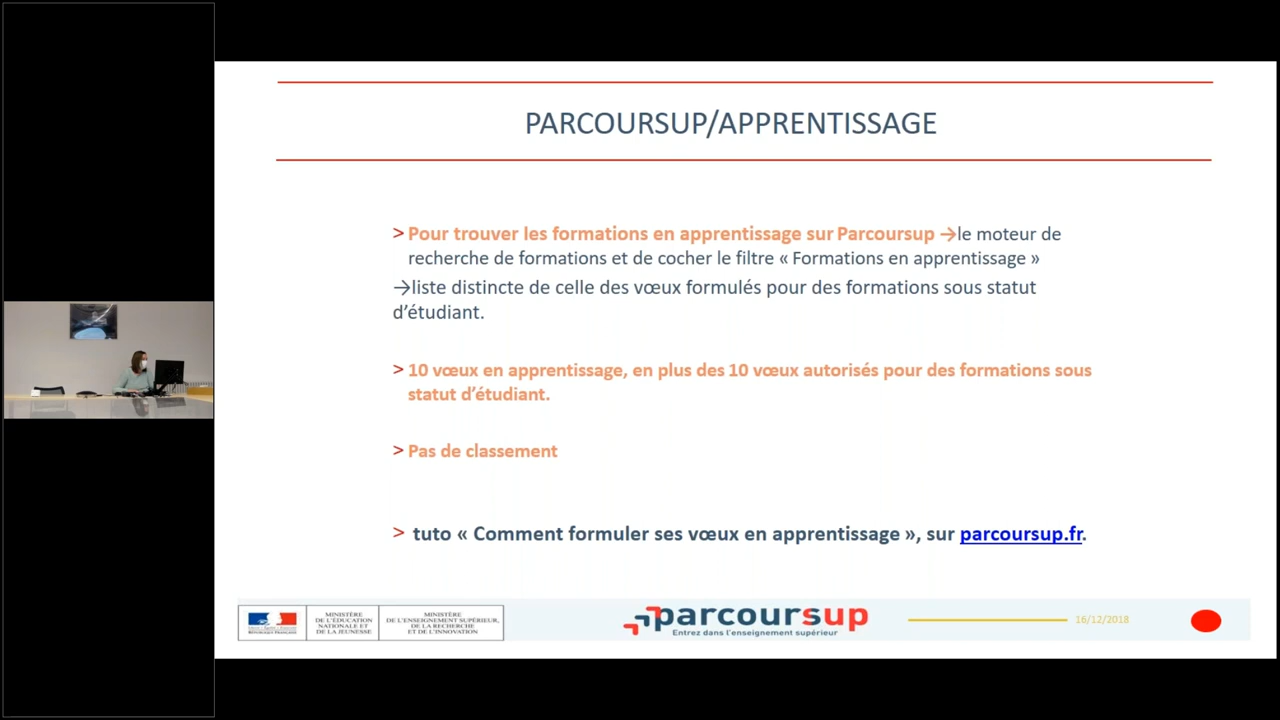 PARCOURSUP/APPRENTISSAGE
> Pour trouver les formations en apprentissage sur Parcoursup →le moteur de
recherche de formations et de cocher le filtre « Formations en apprentissage »
→liste distincte de celle des vœux formulés pour des formations sous statut
d’étudiant.
> 10 vœux en apprentissage, en plus des 10 vœux autorisés pour des formations sous
statut d’étudiant.
> Pas de classement
> tuto « Comment formuler ses vœux en apprentissage », sur parcoursup.fr.
RÉPUBLIQUE FRANÇAISE
MINISTÈRE
DE L'ÉDUCATION
NATIONALE ET
DE LA JEUNESSE
MINISTÈRE
DE L'ENSEIGNEMENT SUPÉRIEUR,
DE LA RECHERCHE
ET DE L'INNOVATION
parcoursup
Entrez dans l'enseignement supérieur
16/12/2018